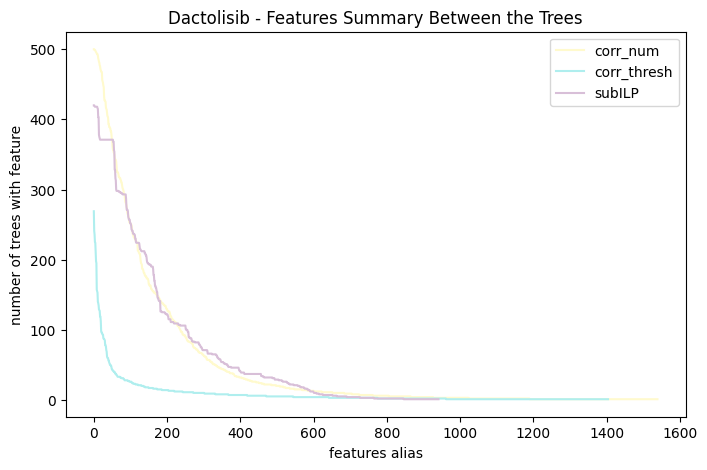 Dactolisib - Features Summary Between the Trees
number of trees with feature
500
400
300
200
100
0
corr_num
corr_thresh
subILP
0 200 400 600 800 1000 1200 1400 1600
features alias